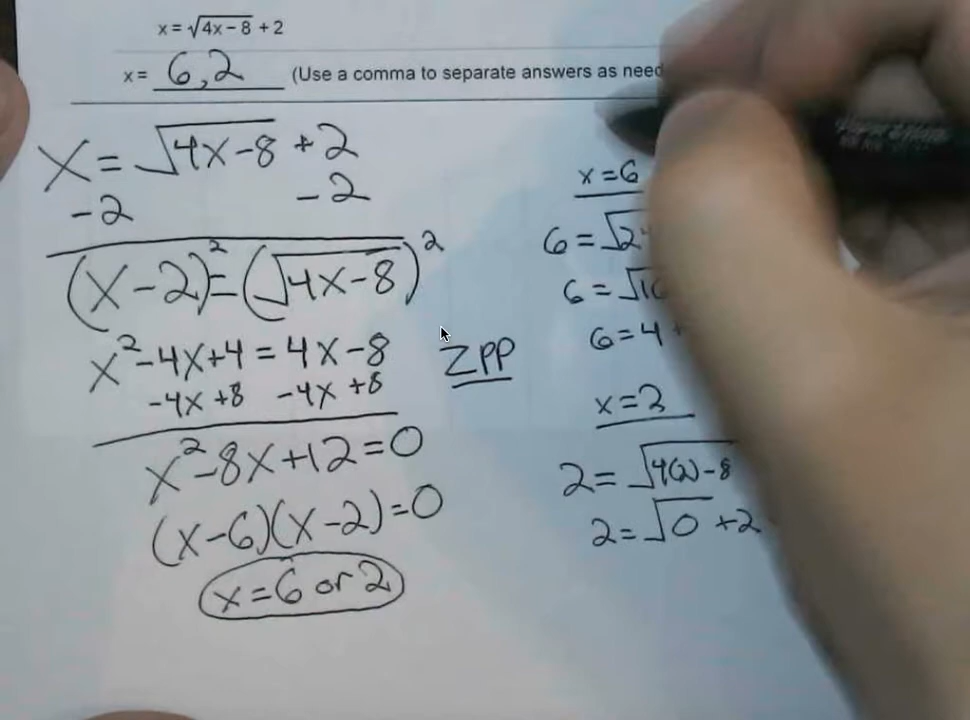 x = √4x − 8 + 2
x = 6,2 (Use a comma to separate answers as need
x = √4x-8 + 2
-2 -2
(x-2)² = (√4x-8)²
x²-4x+4 = 4x-8
-4x +8 -4x +8
x²-8x+12=0
(x-6)(x-2)=0
x=6 or 2
ZPP
x=6
6=√2
6=√1
6=4+
x=2
2=√4(2)-8
2=√0 +2